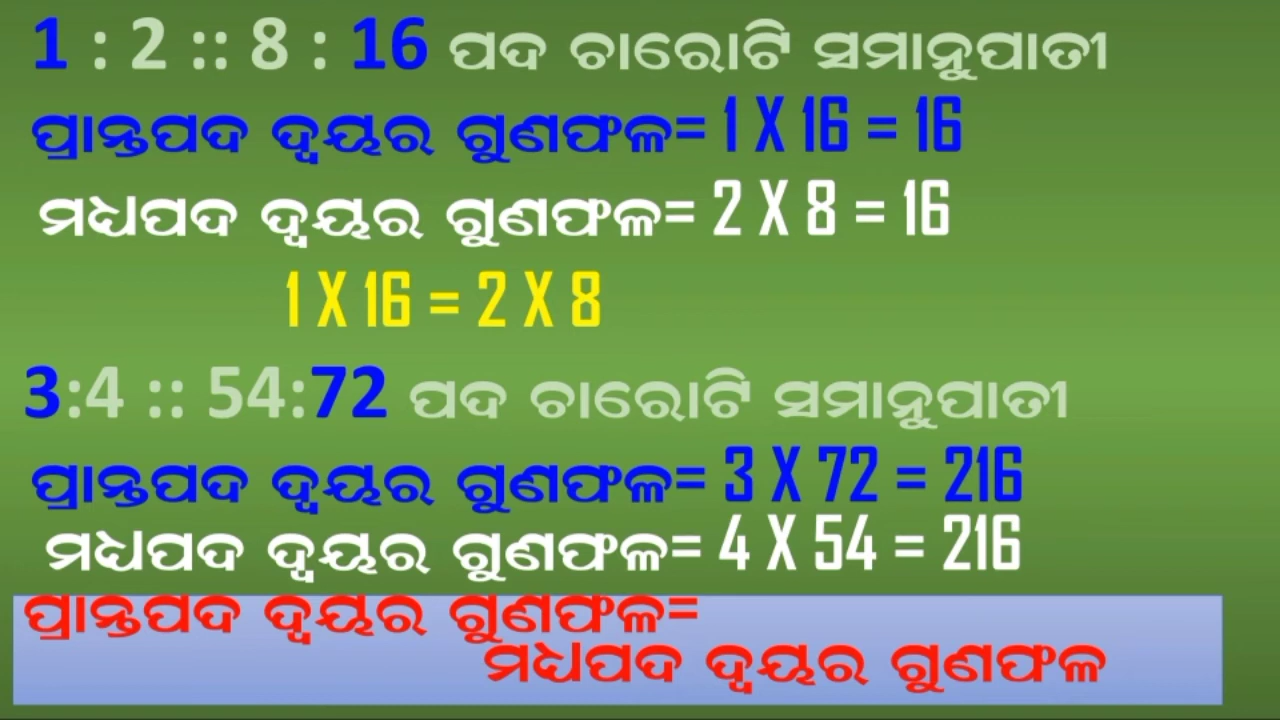 1 : 2 :: 8 : 16 ପଦ ଚାରୋଟି ସମାନୁପାତୀ
ପ୍ରାନ୍ତପଦ ଦ୍ୱୟର ଗୁଣଫଳ= 1 X 16 = 16
ମଧ୍ୟପଦ ଦ୍ୱୟର ଗୁଣଫଳ= 2 X 8 = 16
1 X 16 = 2 X 8
3:4 :: 54:72 ପଦ ଚାରୋଟି ସମାନୁପାତୀ
ପ୍ରାନ୍ତପଦ ଦ୍ୱୟର ଗୁଣଫଳ= 3 X 72 = 216
ମଧ୍ୟପଦ ଦ୍ୱୟର ଗୁଣଫଳ= 4 X 54 = 216
ପ୍ରାନ୍ତପଦ ଦ୍ୱୟର ଗୁଣଫଳ=
ମଧ୍ୟପଦ ଦ୍ୱୟର ଗୁଣଫଳ